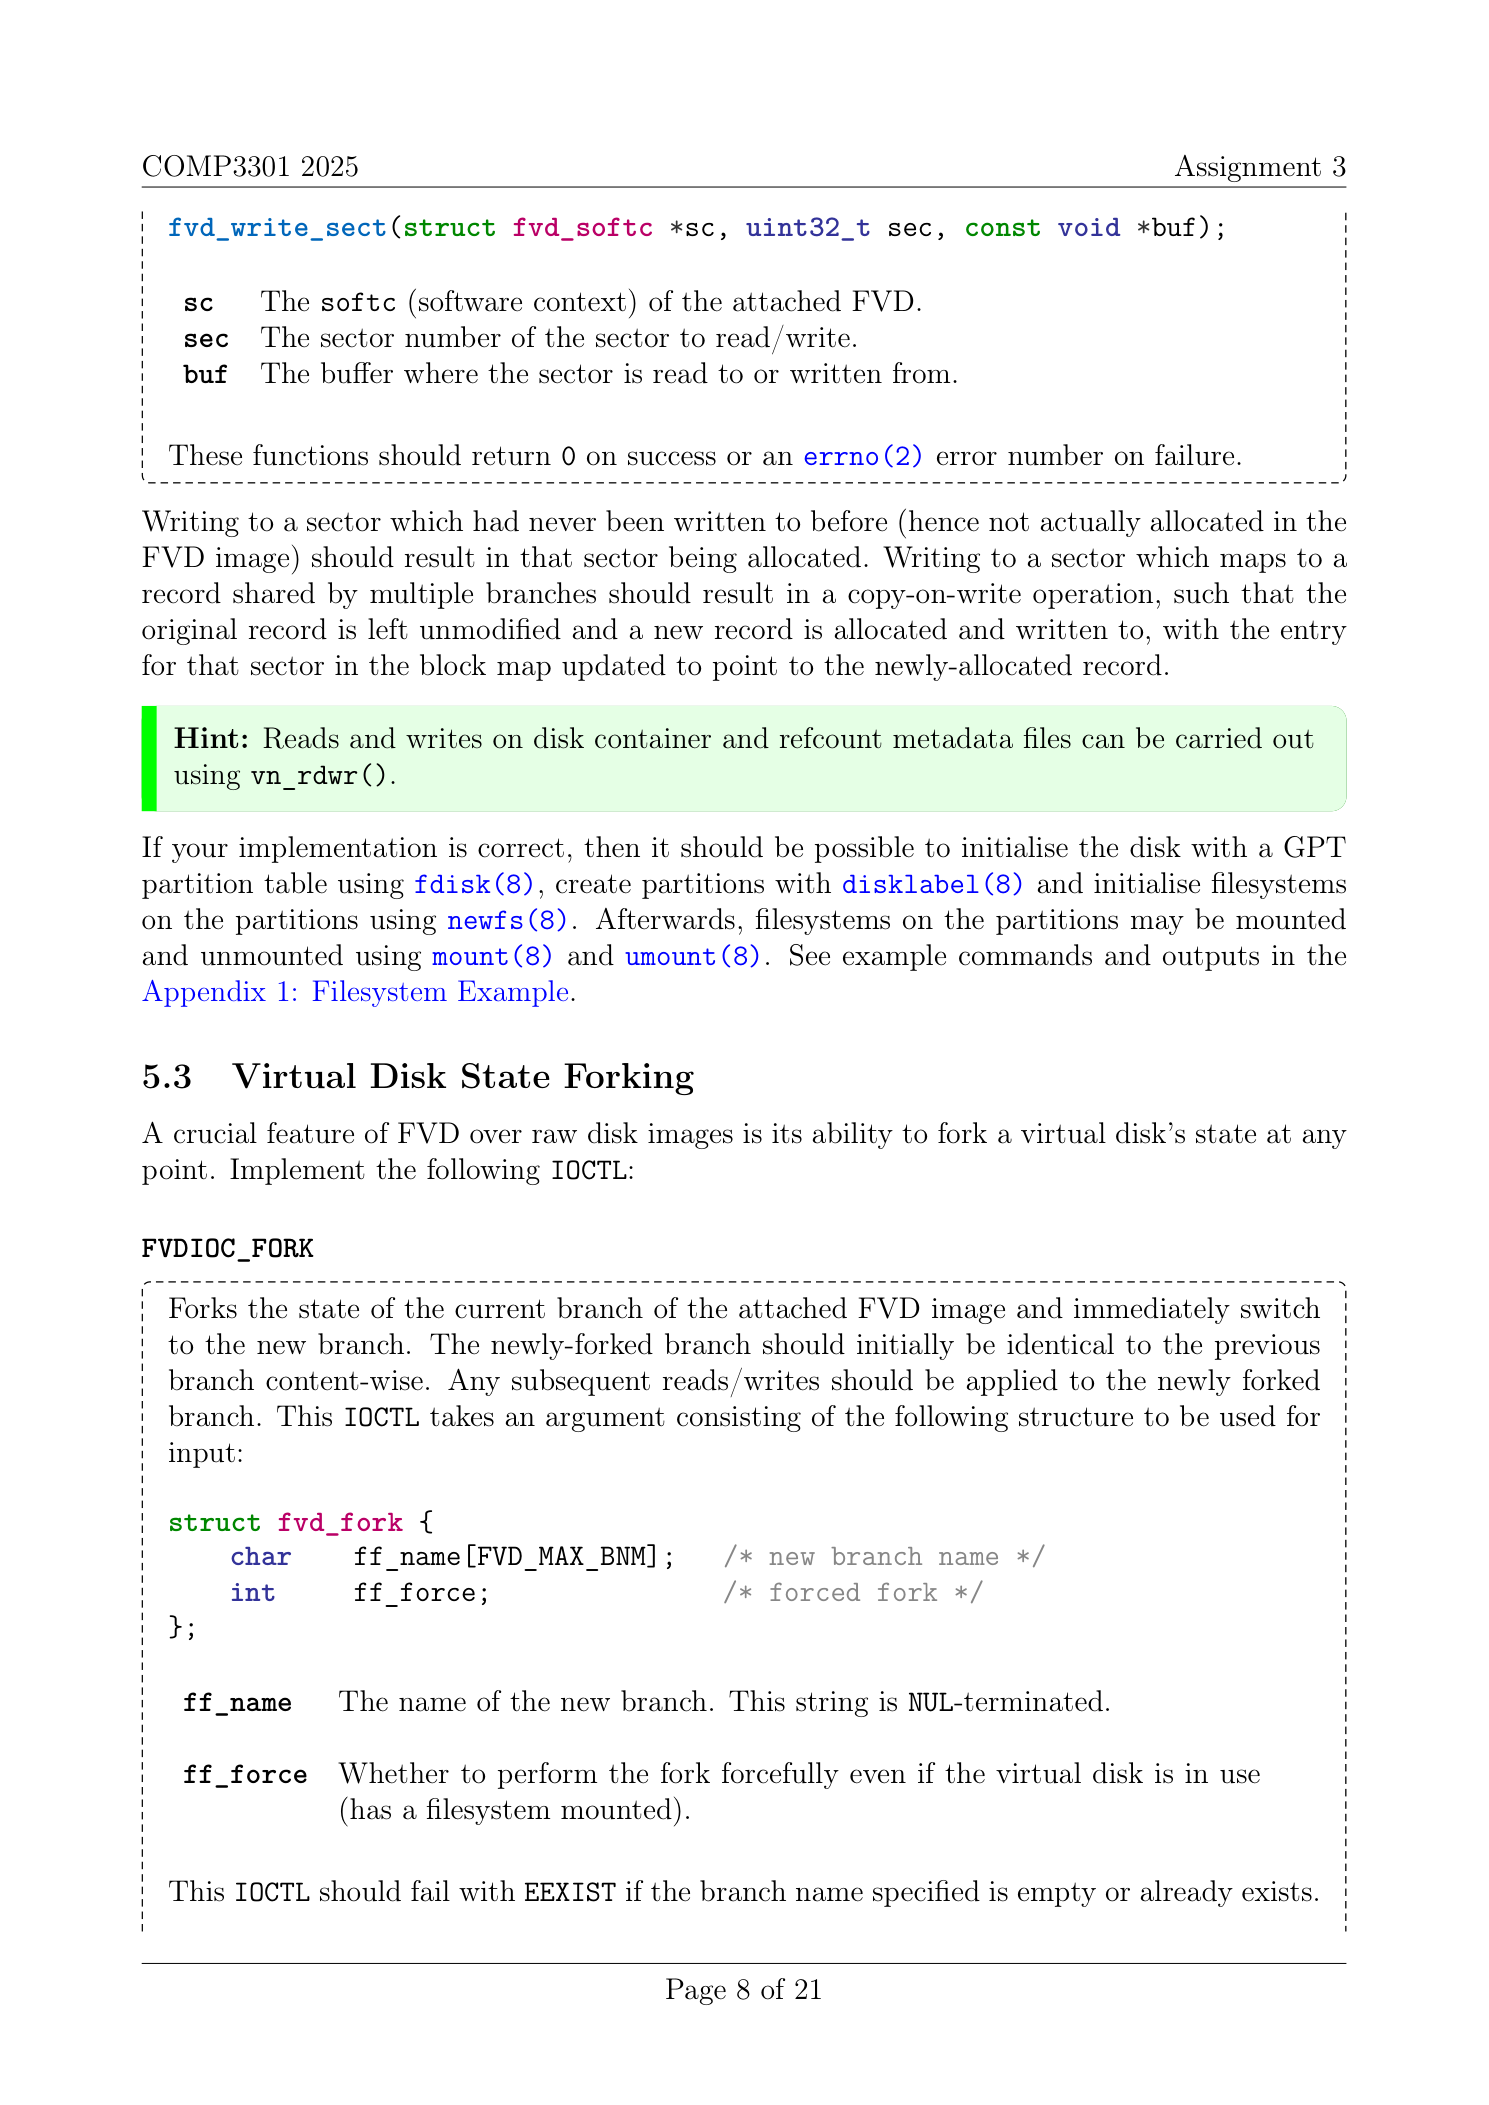 COMP3301 2025 Assignment 3
fvd_write_sect(struct fvd_softc *sc, uint32_t sec, const void *buf);
sc The softc (software context) of the attached FVD.
sec The sector number of the sector to read/write.
buf The buffer where the sector is read to or written from.
These functions should return 0 on success or an errno(2) error number on failure.
Writing to a sector which had never been written to before (hence not actually allocated in the
FVD image) should result in that sector being allocated. Writing to a sector which maps to a
record shared by multiple branches should result in a copy-on-write operation, such that the
original record is left unmodified and a new record is allocated and written to, with the entry
for that sector in the block map updated to point to the newly-allocated record.
Hint: Reads and writes on disk container and refcount metadata files can be carried out
using vn_rdwr().
If your implementation is correct, then it should be possible to initialise the disk with a GPT
partition table using fdisk(8), create partitions with disklabel(8) and initialise filesystems
on the partitions using newfs(8). Afterwards, filesystems on the partitions may be mounted
and unmounted using mount(8) and umount(8). See example commands and outputs in the
Appendix 1: Filesystem Example.
5.3 Virtual Disk State Forking
A crucial feature of FVD over raw disk images is its ability to fork a virtual disk's state at any
point. Implement the following IOCTL:
FVDIOC_FORK
Forks the state of the current branch of the attached FVD image and immediately switch
to the new branch. The newly-forked branch should initially be identical to the previous
branch content-wise. Any subsequent reads/writes should be applied to the newly forked
branch. This IOCTL takes an argument consisting of the following structure to be used for
input:
struct fvd_fork {
    char    ff_name[FVD_MAX_BNM];   /* new branch name */
    int     ff_force;               /* forced fork */
};
ff_name The name of the new branch. This string is NUL-terminated.
ff_force Whether to perform the fork forcefully even if the virtual disk is in use
(has a filesystem mounted).
This IOCTL should fail with EEXIST if the branch name specified is empty or already exists.
Page 8 of 21